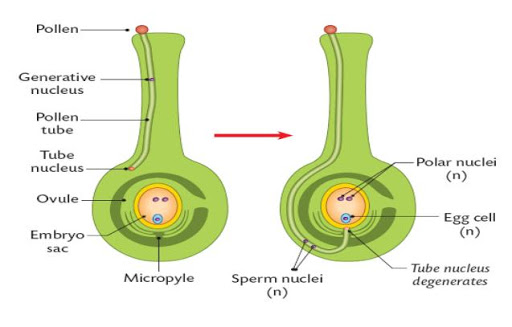 Pollen
Generative
nucleus
Pollen
tube
Tube
nucleus
Ovule
Embryo
sac
Micropyle
Sperm nuclei
(n)
Polar nuclei
(n)
Egg cell
(n)
Tube nucleus
degenerates